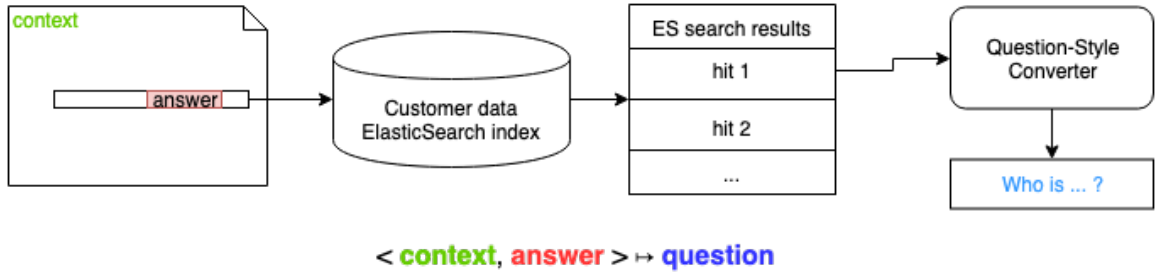 context
answer
Customer data
ElasticSearch index
ES search results
hit 1
hit 2
...
Question-Style
Converter
Who is ... ?
< context, answer > ↦ question